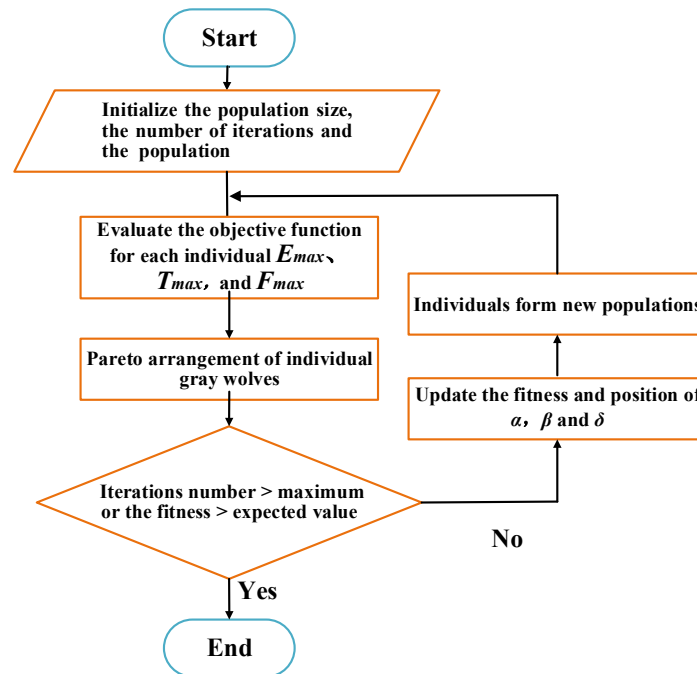 Start
Initialize the population size,
the number of iterations and
the population
Evaluate the objective function
for each individual Emax、
Tmax, and Fmax
Pareto arrangement of individual
gray wolves
Iterations number > maximum
or the fitness > expected value
Yes
End
No
Update the fitness and position of
α, β and δ
Individuals form new populations